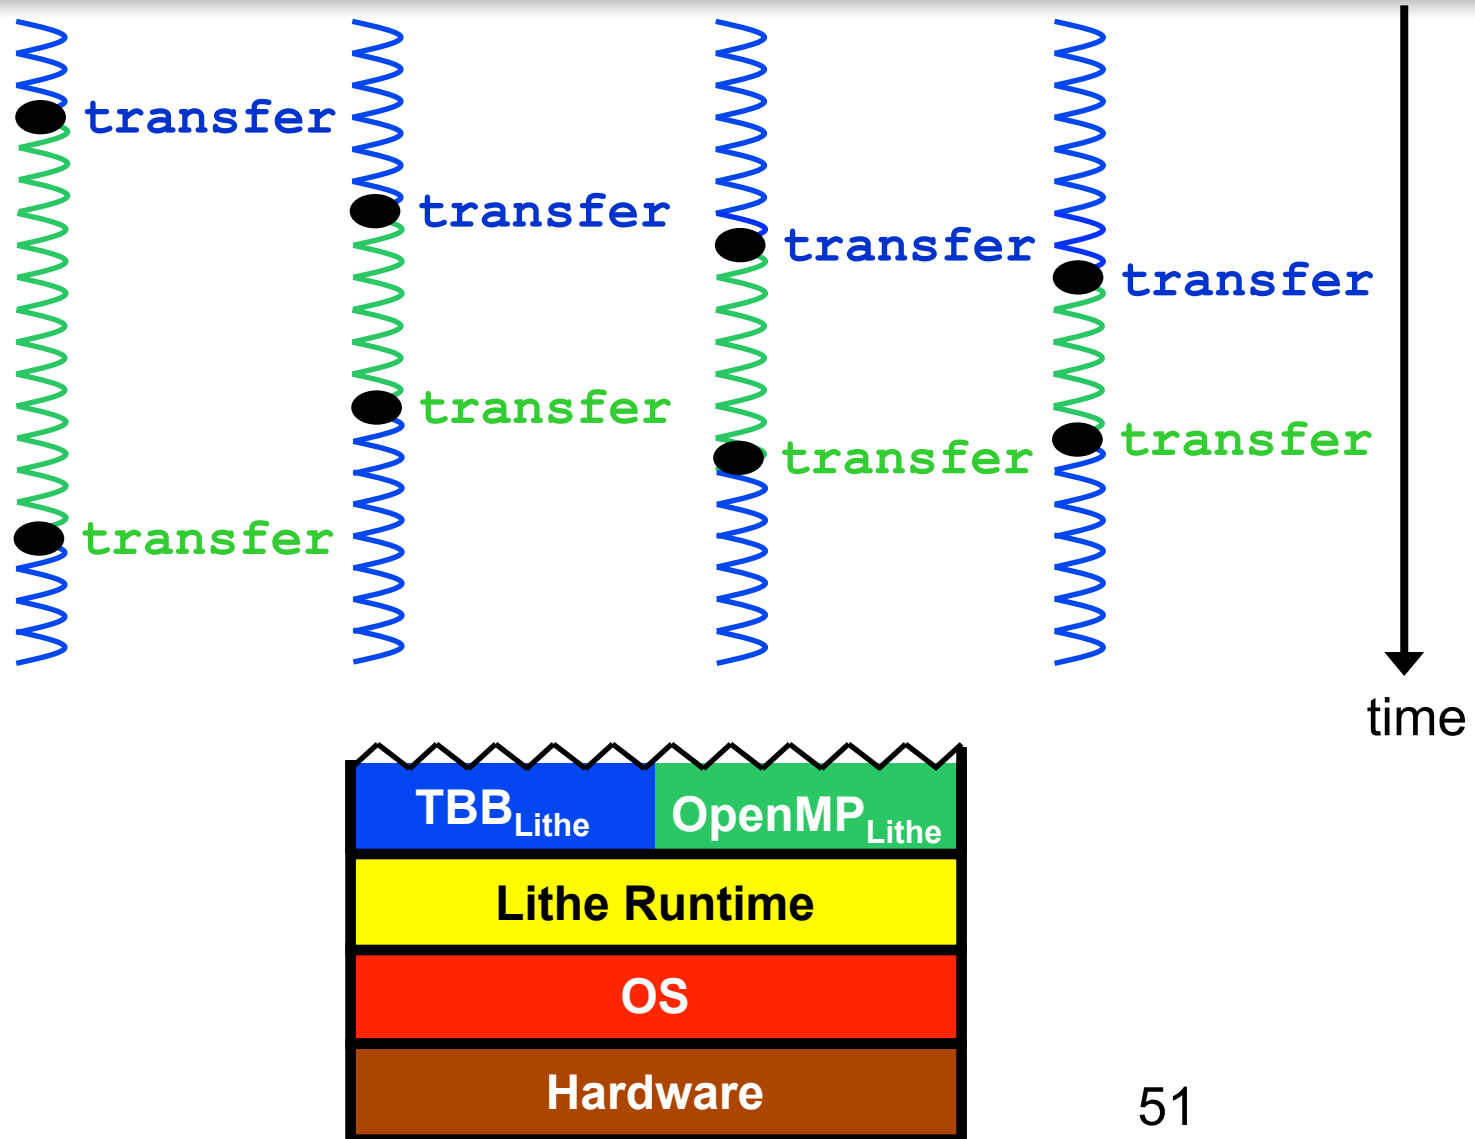 transfer
transfer
transfer
transfer
transfer
transfer
transfer
transfer
time
TBBLithe
OpenMPLithe
Lithe Runtime
OS
Hardware
51